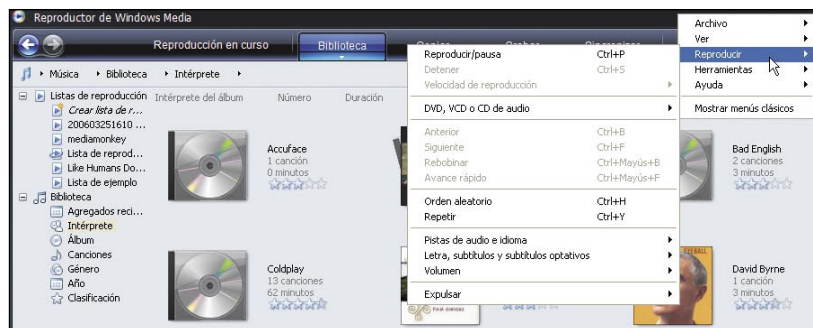 Reproductor de Windows Media
Reproducción en curso
Biblioteca
Música
Biblioteca
Intérprete
Listas de reproducción
Crear lista de r...
200603251610 ...
mediamonkey
Lista de reprod...
Like Humans Do...
Lista de ejemplo
Biblioteca
Agregados reci...
Intérprete
Álbum
Canciones
Género
Año
Clasificación
Intérprete del álbum
Número
Duración
Accuface
1 canción
0 minutos
Coldplay
13 canciones
62 minutos
Reproducir/pausa Ctrl+P
Detener Ctrl+S
Velocidad de reproducción
DVD, VCD o CD de audio
Anterior Ctrl+B
Siguiente Ctrl+F
Rebobinar Ctrl+Mayús+B
Avance rápido Ctrl+Mayús+F
Orden aleatorio Ctrl+H
Repetir Ctrl+Y
Pistas de audio e idioma
Letra, subtítulos y subtítulos optativos
Volumen
Expulsar
Archivo
Ver
Reproducir
Herramientas
Ayuda
Mostrar menús clásicos
Bad English
2 canciones
3 minutos
David Byrne
1 canción
3 minutos